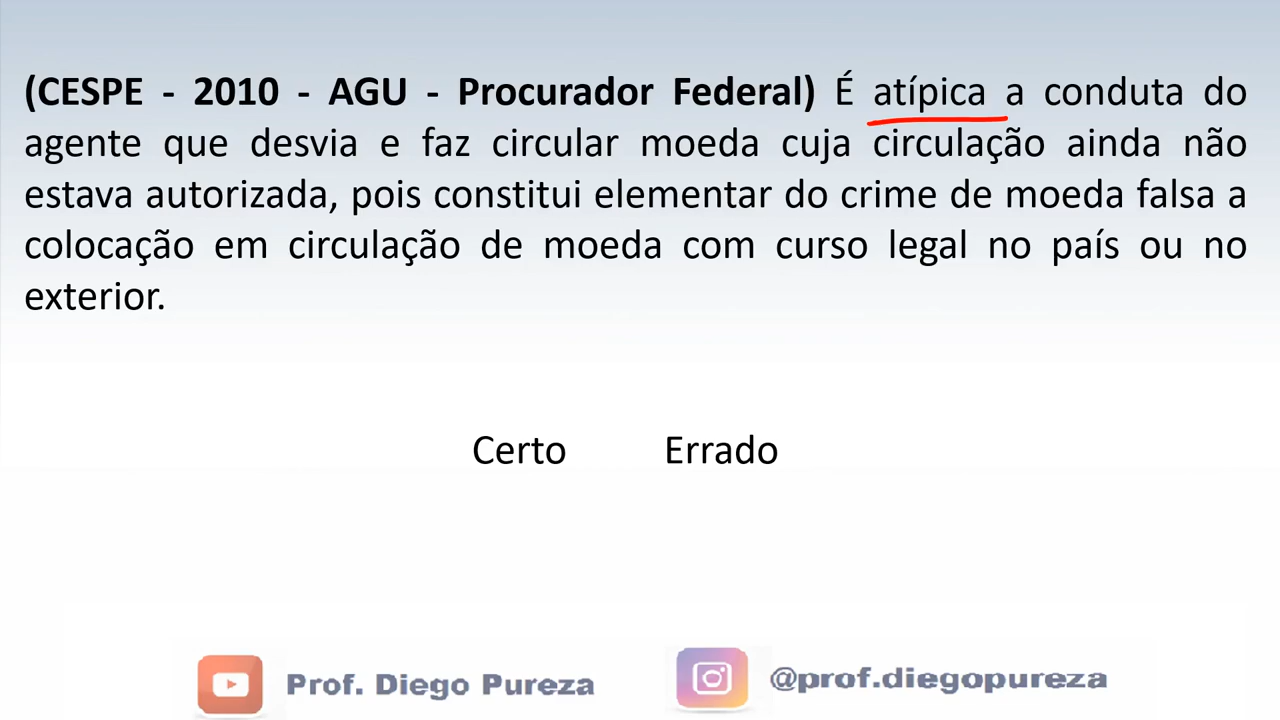 (CESPE - 2010 - AGU - Procurador Federal) É atípica a conduta do
agente que desvia e faz circular moeda cuja circulação ainda não
estava autorizada, pois constitui elementar do crime de moeda falsa a
colocação em circulação de moeda com curso legal no país ou no
exterior.
Certo Errado
Prof. Diego Pureza @prof.diegopureza